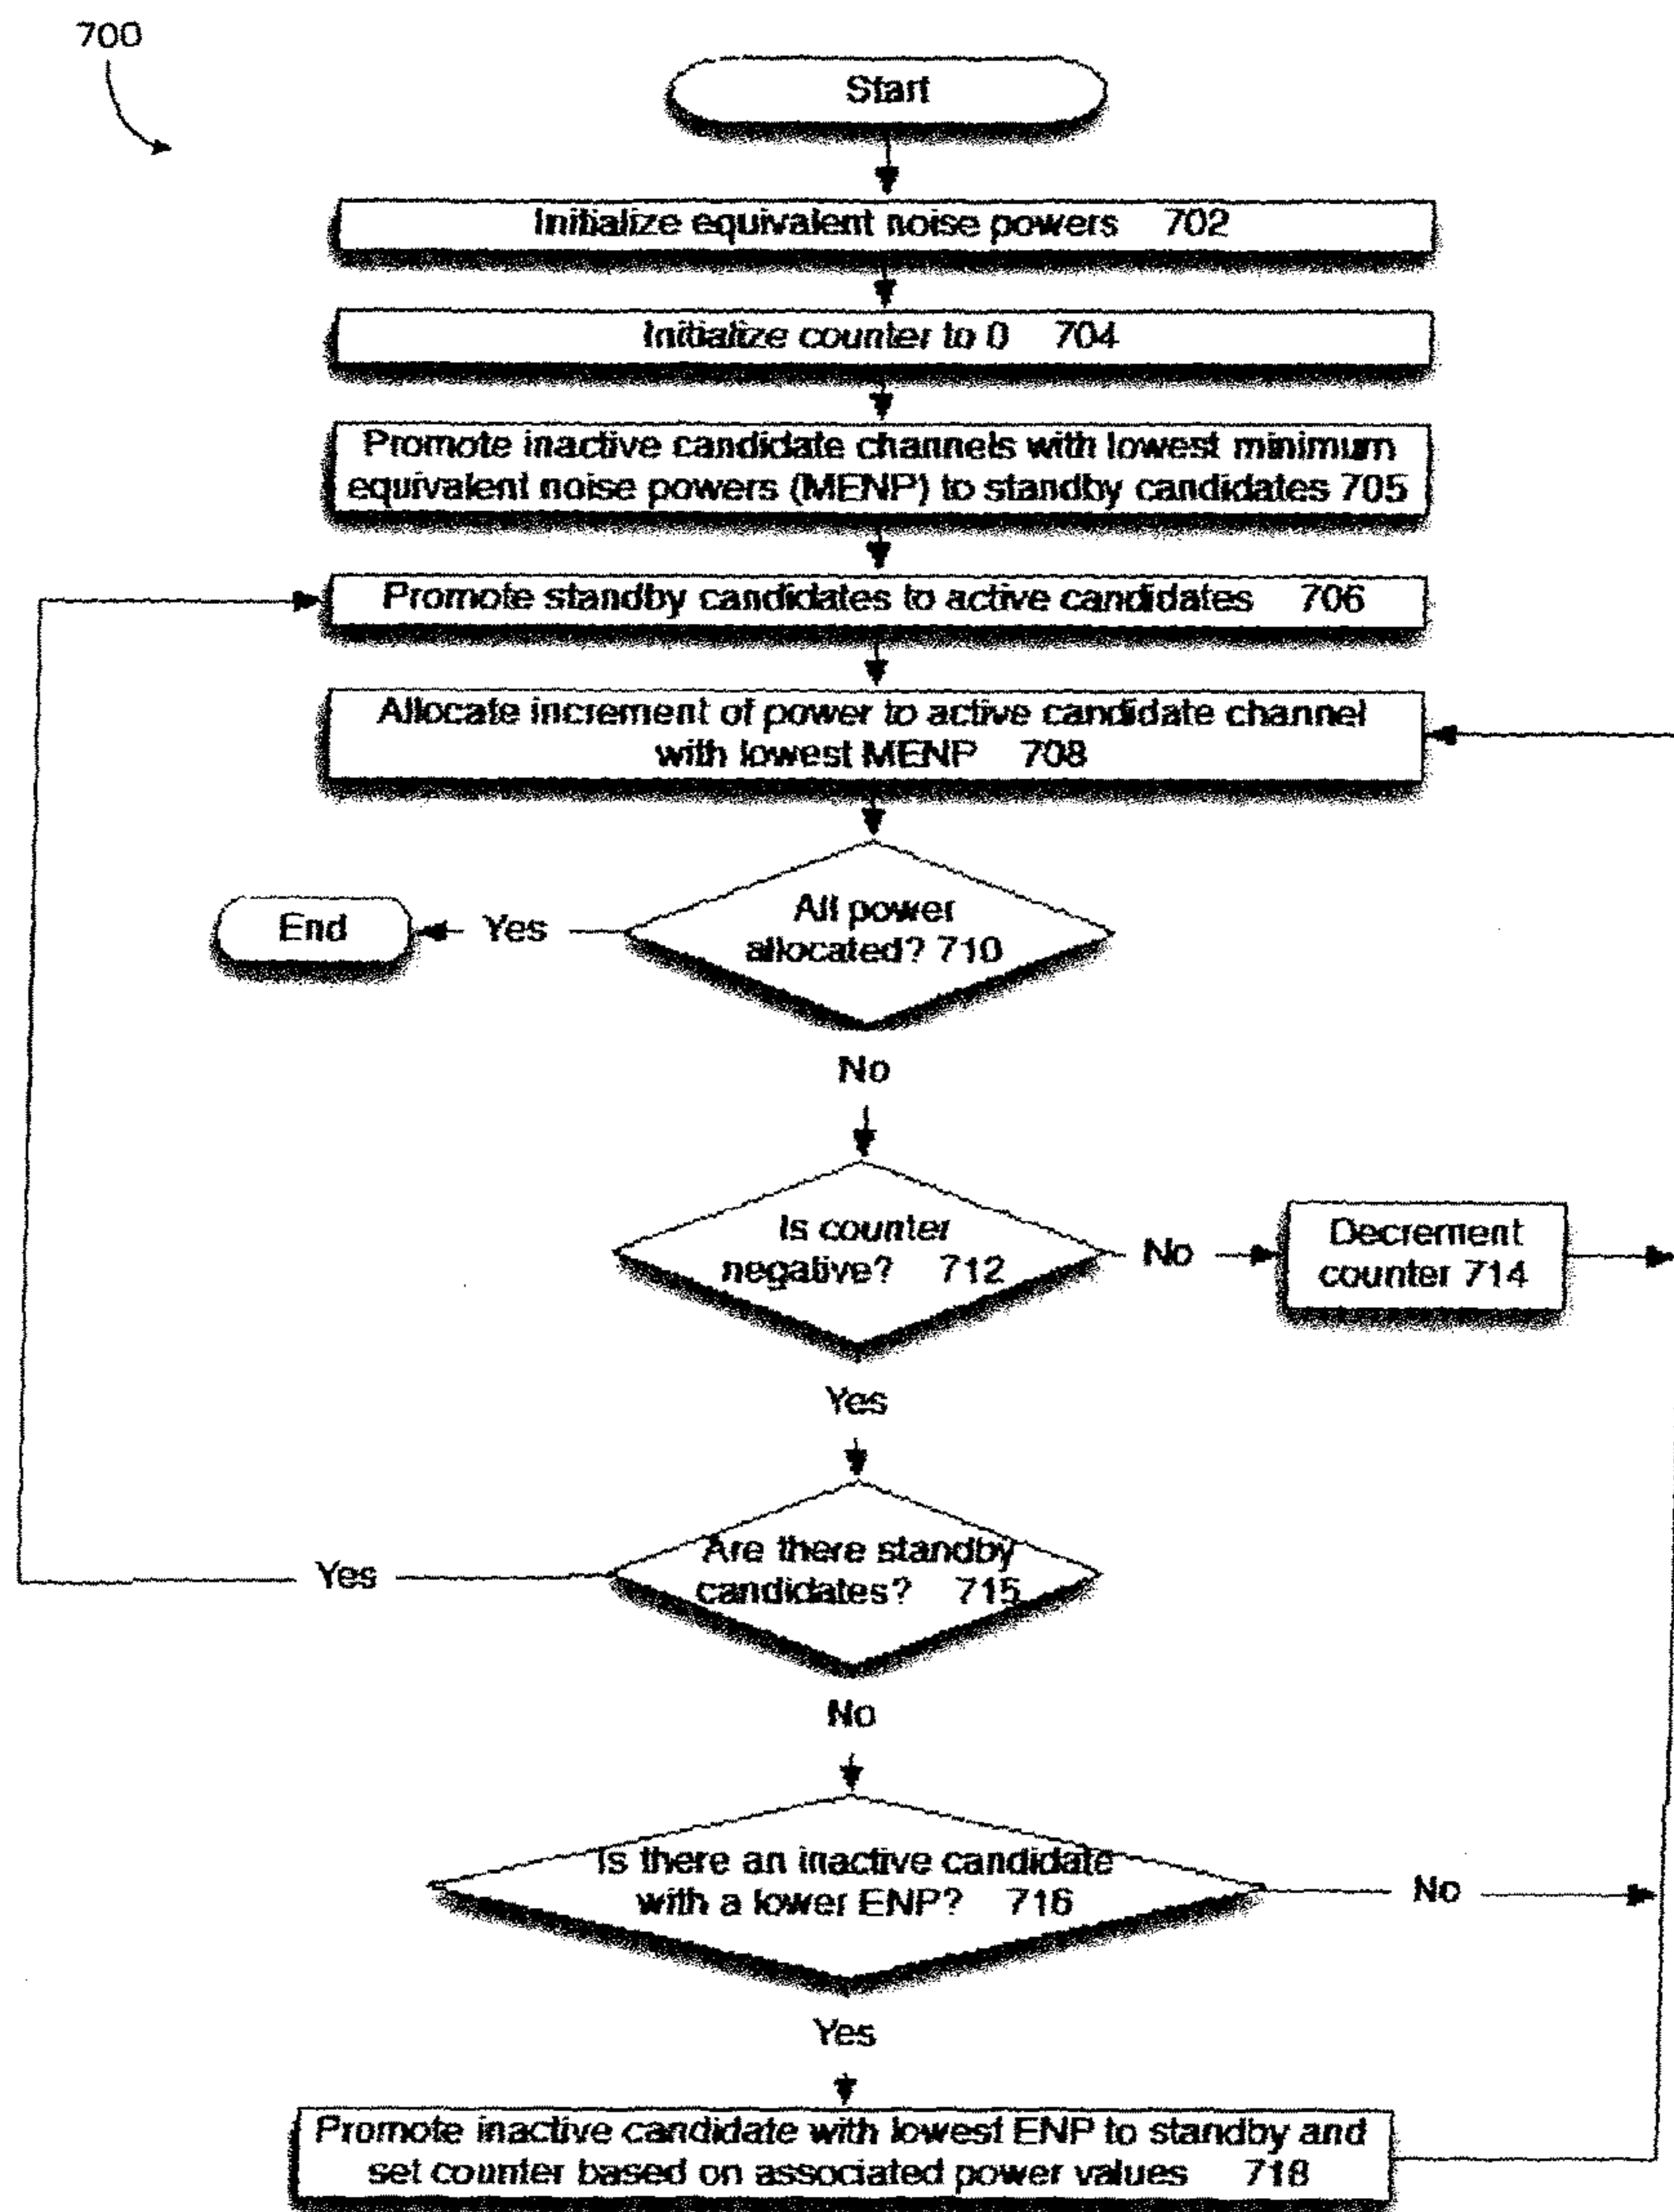 700
Start
Initialize equivalent noise powers 702
Initialize counter to 0 704
Promote inactive candidate channels with lowest minimum
equivalent noise powers (MENP) to standby candidates 705
Promote standby candidates to active candidates 706
Allocate increment of power to active candidate channel
with lowest MENP 708
All power
allocated? 710
Yes
End
No
Is counter
negative? 712
No
Decrement
counter 714
Yes
Are there standby
candidates? 715
Yes
No
Is there an inactive candidate
with a lower ENP? 716
No
Yes
Promote inactive candidate with lowest ENP to standby and
set counter based on associated power values 718